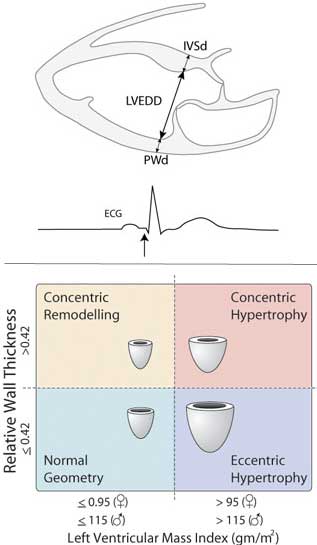 IVSd
LVEDD
PWd
ECG
Relative Wall Thickness
>0.42
≤ 0.42
Concentric
Remodelling
Concentric
Hypertrophy
Normal
Geometry
Eccentric
Hypertrophy
≤ 0.95 (♀)
≤ 115 (♂)
> 95 (♀)
> 115 (♂)
Left Ventricular Mass Index (gm/m²)